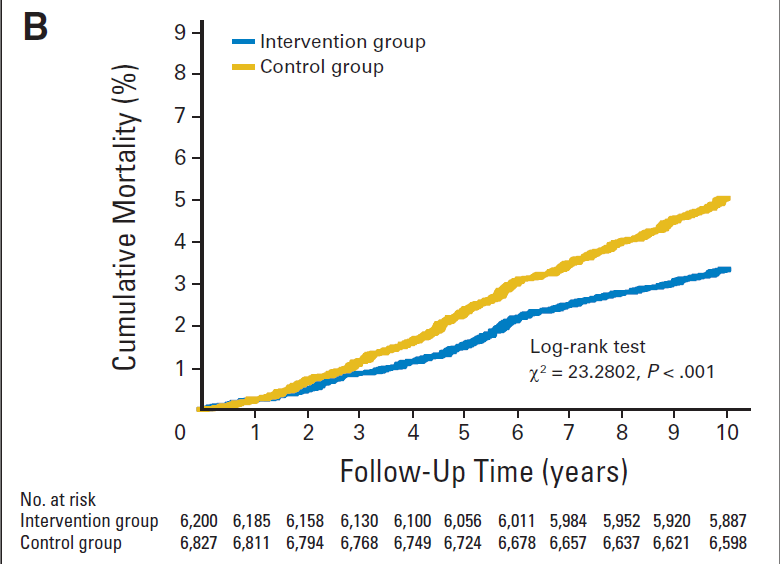 B
9
8
7
6
5
4
3
2
1
0
Cumulative Mortality (%)
Intervention group
Control group
Log-rank test
χ² = 23.2802, P < .001
1 2 3 4 5 6 7 8 9 10
Follow-Up Time (years)
No. at risk
Intervention group 6,200 6,185 6,158 6,130 6,100 6,056 6,011 5,984 5,952 5,920 5,887
Control group 6,827 6,811 6,794 6,768 6,749 6,724 6,678 6,657 6,637 6,621 6,598